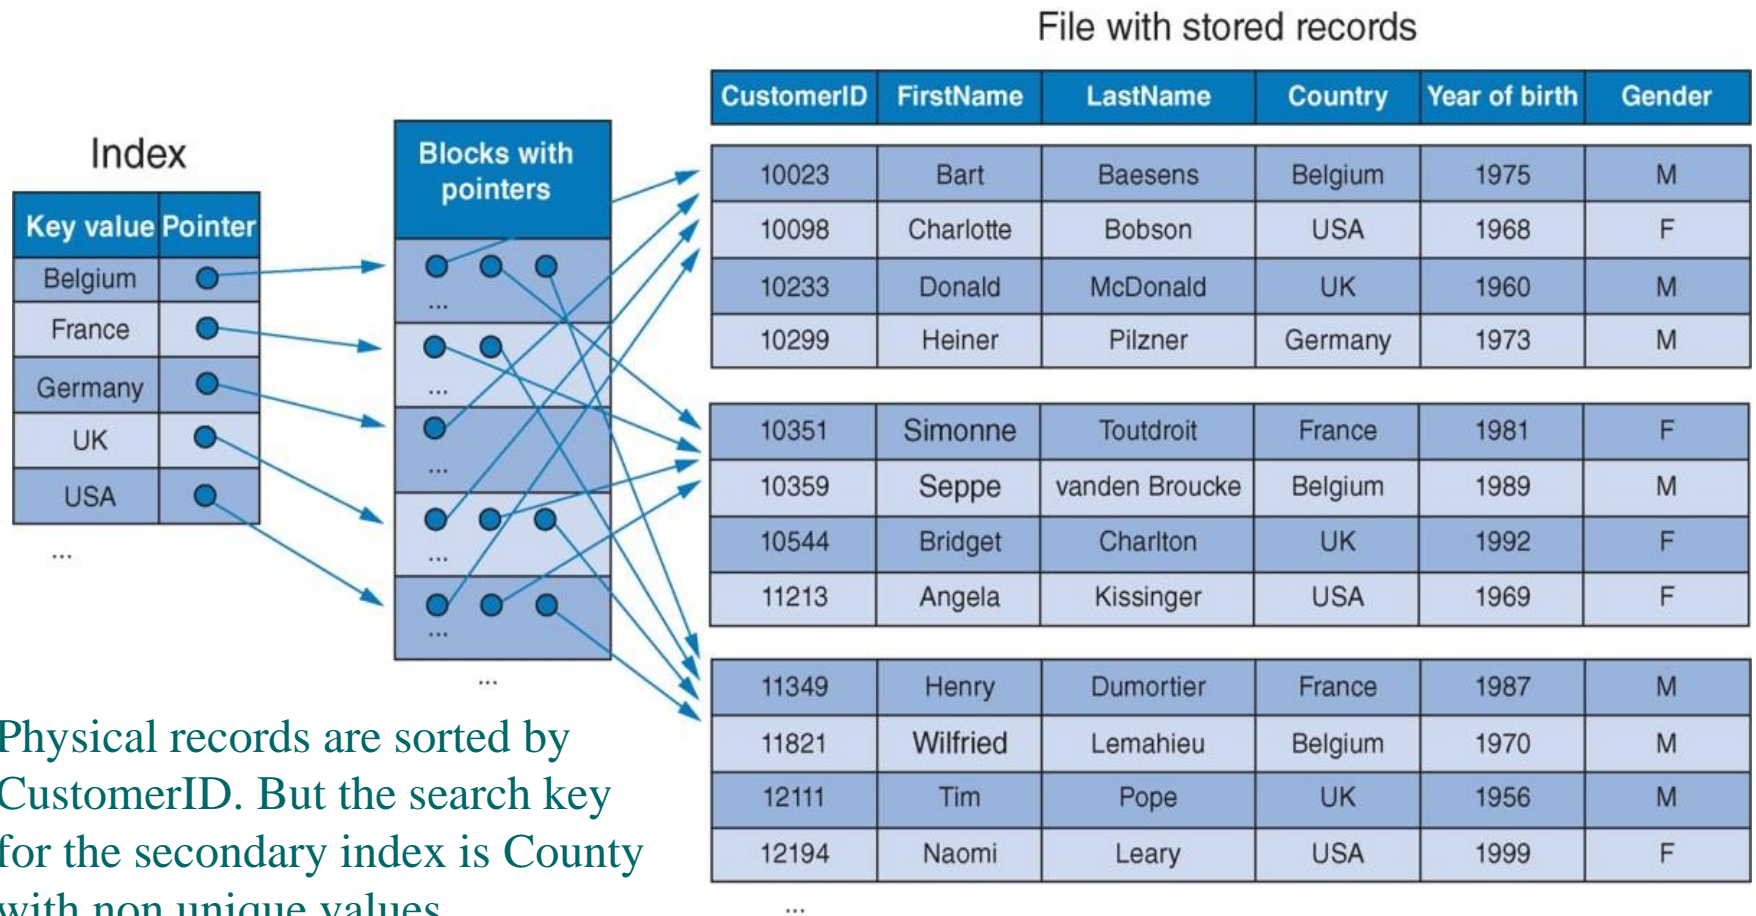 File with stored records
CustomerID FirstName LastName Country Year of birth Gender
10023 Bart Baesens Belgium 1975 M
10098 Charlotte Bobson USA 1968 F
10233 Donald McDonald UK 1960 M
10299 Heiner Pilzner Germany 1973 M
10351 Simonne Toutdroit France 1981 F
10359 Seppe vanden Broucke Belgium 1989 M
10544 Bridget Charlton UK 1992 F
11213 Angela Kissinger USA 1969 F
11349 Henry Dumortier France 1987 M
11821 Wilfried Lemahieu Belgium 1970 M
12111 Tim Pope UK 1956 M
12194 Naomi Leary USA 1999 F
...
Blocks with
pointers
...
...
...
...
...
...
Index
Key value Pointer
Belgium
France
Germany
UK
USA
...
Physical records are sorted by
CustomerID. But the search key
for the secondary index is County
with non unique values